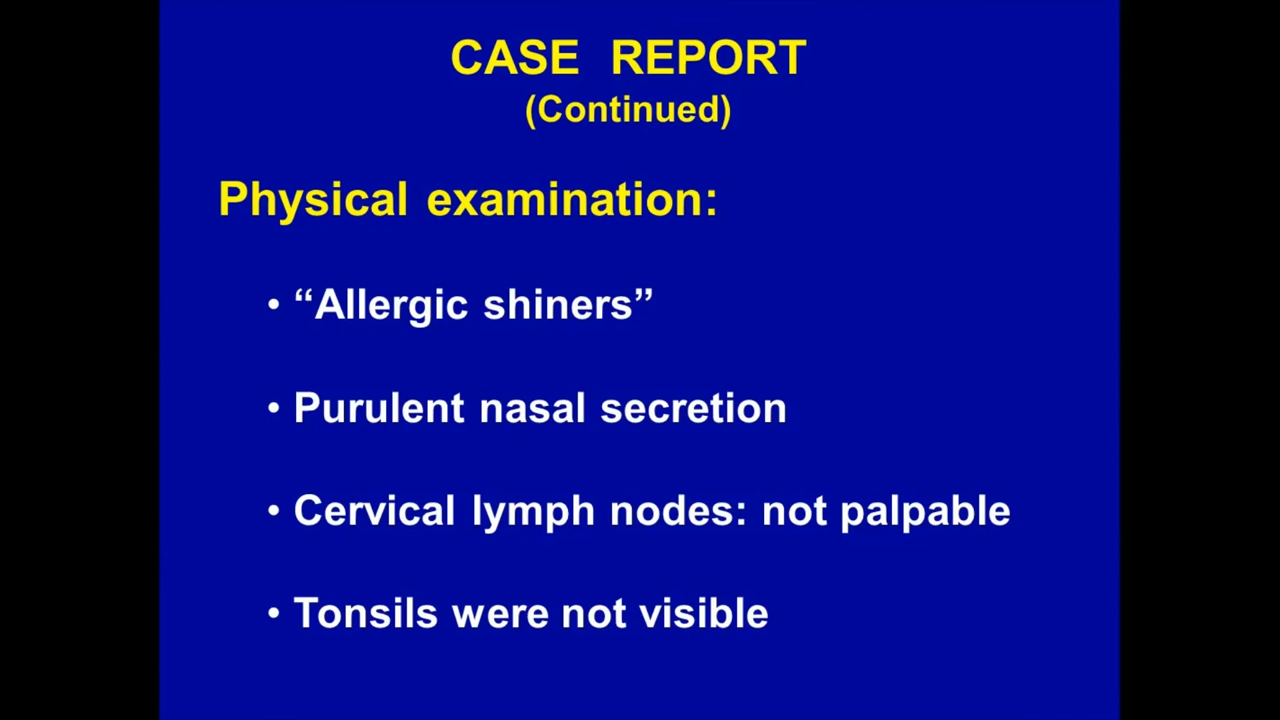 CASE REPORT
(Continued)
Physical examination:
• “Allergic shiners”
• Purulent nasal secretion
• Cervical lymph nodes: not palpable
• Tonsils were not visible